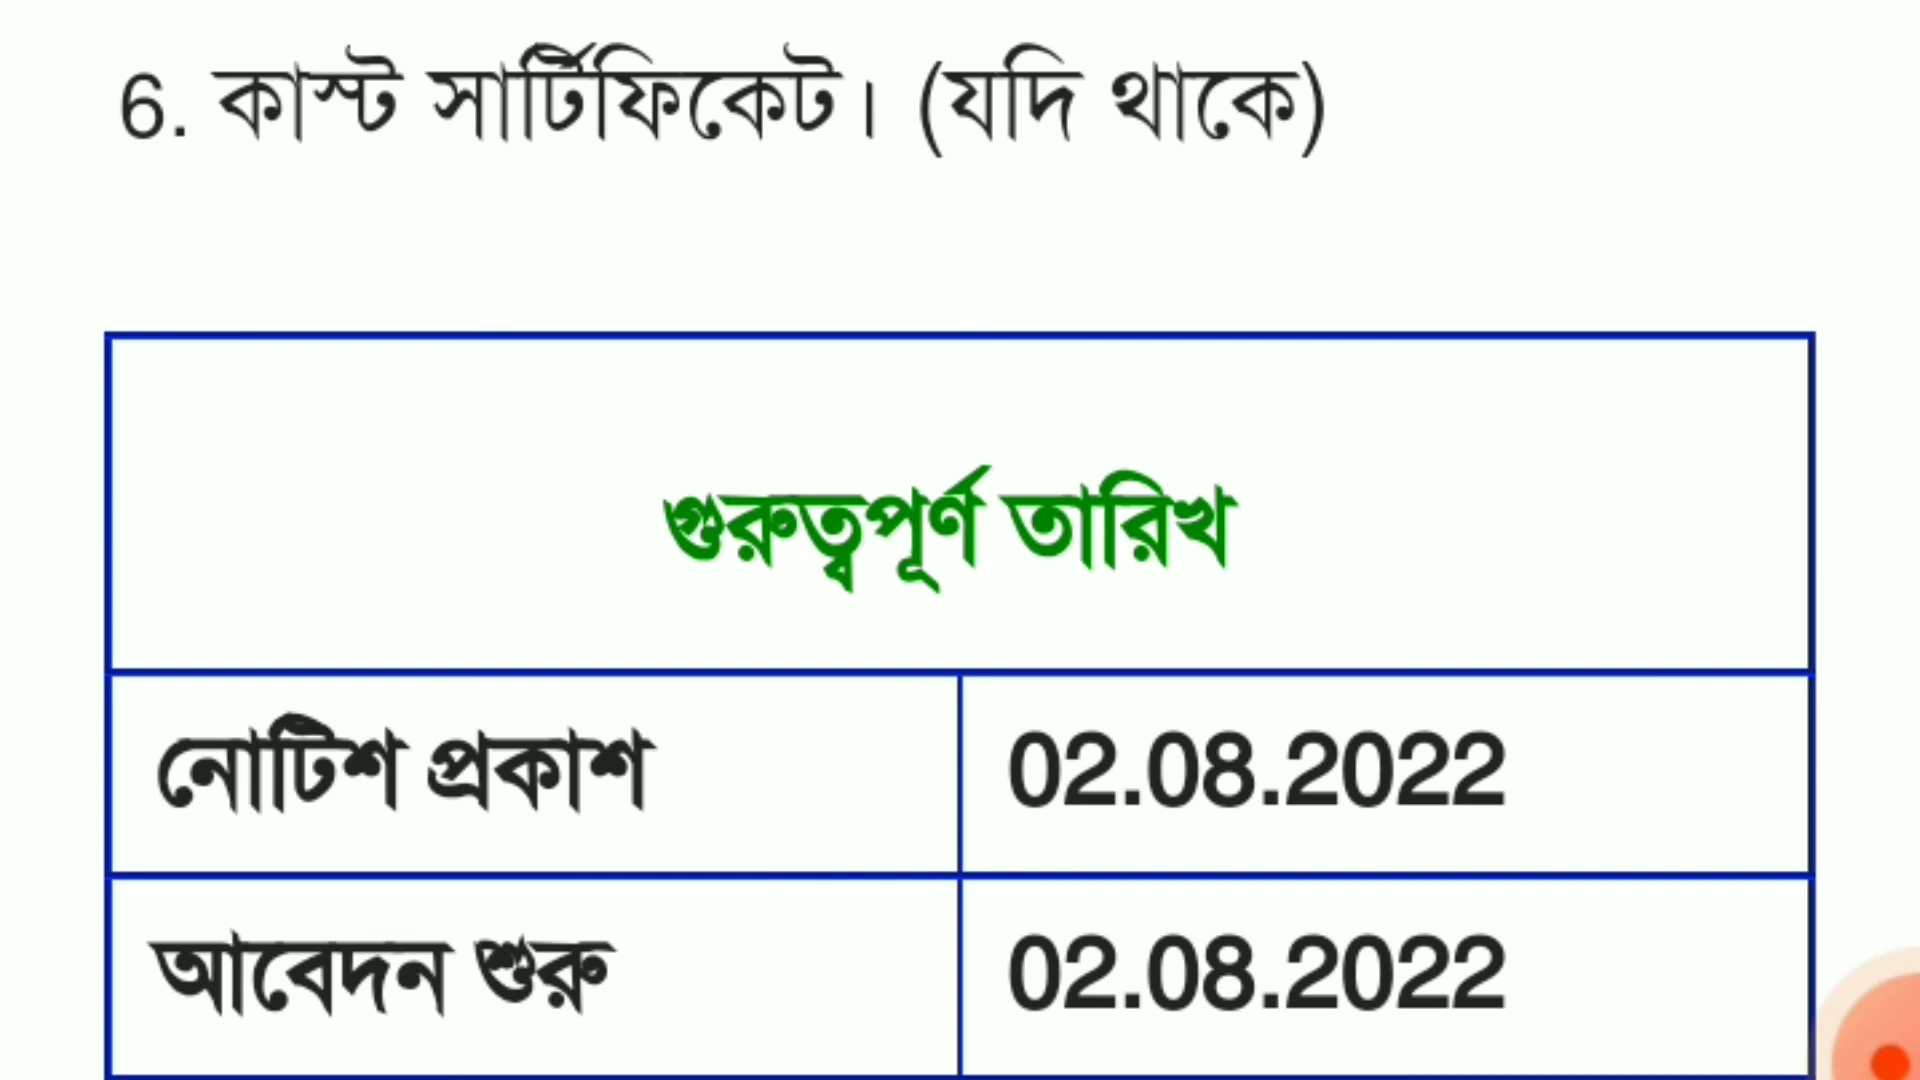 6. কাস্ট সার্টিফিকেট। (যদি থাকে)
গুরুত্বপূর্ণ তারিখ
নোটিশ প্রকাশ 02.08.2022
আবেদন শুরু 02.08.2022